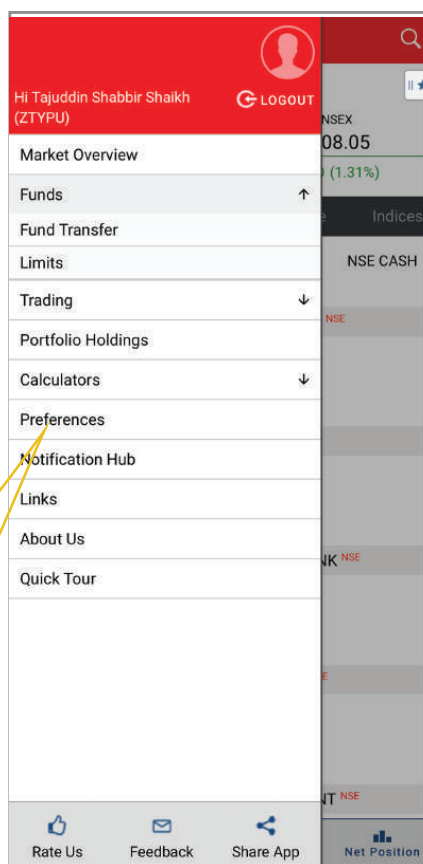 Hi Tajuddin Shabbir Shaikh
(ZTYPU)
LOGOUT
Market Overview
Funds
Fund Transfer
Limits
Trading
Portfolio Holdings
Calculators
Preferences
Notification Hub
Links
About Us
Quick Tour
Rate Us
Feedback
Share App
NSEX
08.05
(1.31%)
Indices
NSE CASH
NSE
NK NSE
E
NT NSE
Net Position